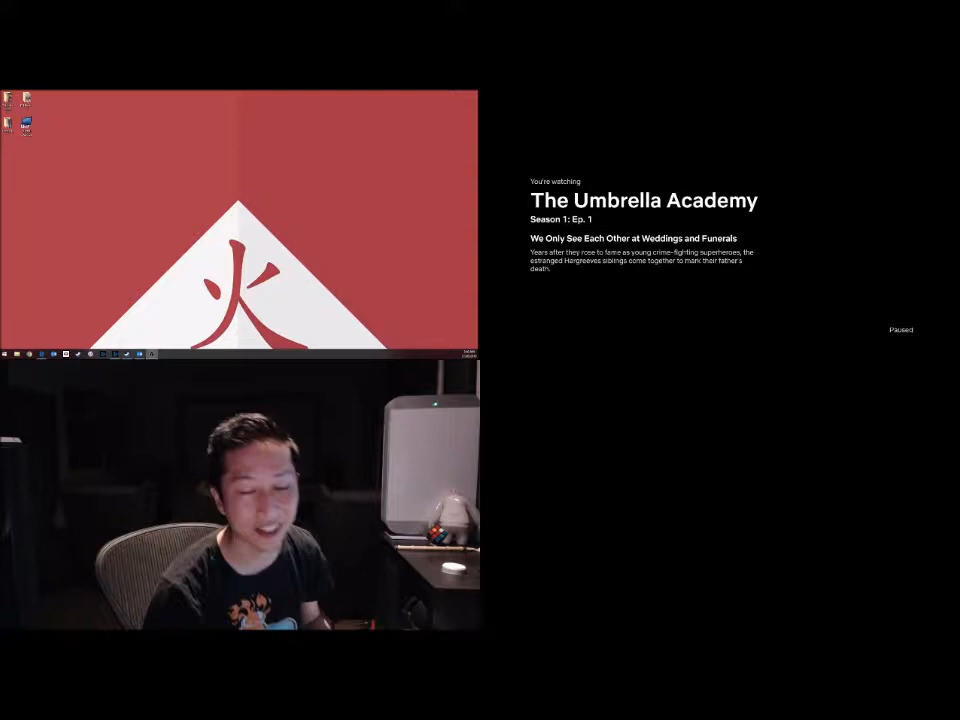 火
You're watching
The Umbrella Academy
Season 1: Ep. 1
We Only See Each Other at Weddings and Funerals
Years after they rose to fame as young crime-fighting superheroes, the
estranged Hargreeves siblings come together to mark their father's
death.
Paused